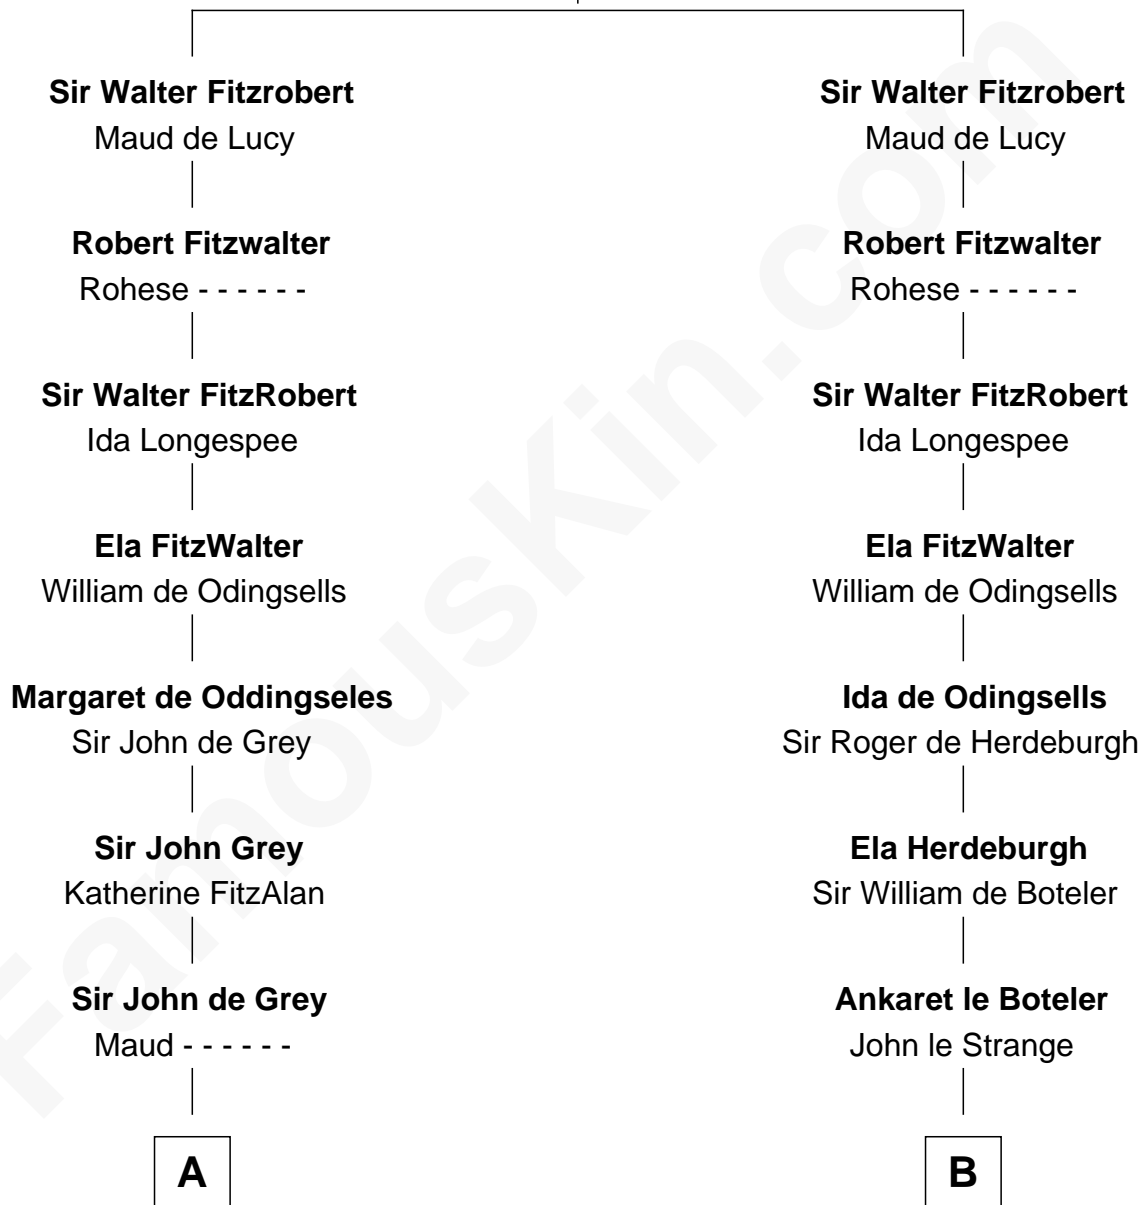 Sir Walter Fitzrobert
Maud de Lucy
Robert Fitzwalter
Rohese - - - - - -
Sir Walter FitzRobert
Ida Longespee
Ela FitzWalter
William de Odingsells
Margaret de Oddingseles
Sir John de Grey
Sir John Grey
Katherine FitzAlan
Sir John de Grey
Maud - - - - - -
A
Sir Walter Fitzrobert
Maud de Lucy
Robert Fitzwalter
Rohese - - - - - -
Sir Walter FitzRobert
Ida Longespee
Ela FitzWalter
William de Odingsells
Ida de Odingsells
Sir Roger de Herdeburgh
Ela Herdeburgh
Sir William de Boteler
Ankaret le Boteler
John le Strange
B
FamousKin.com